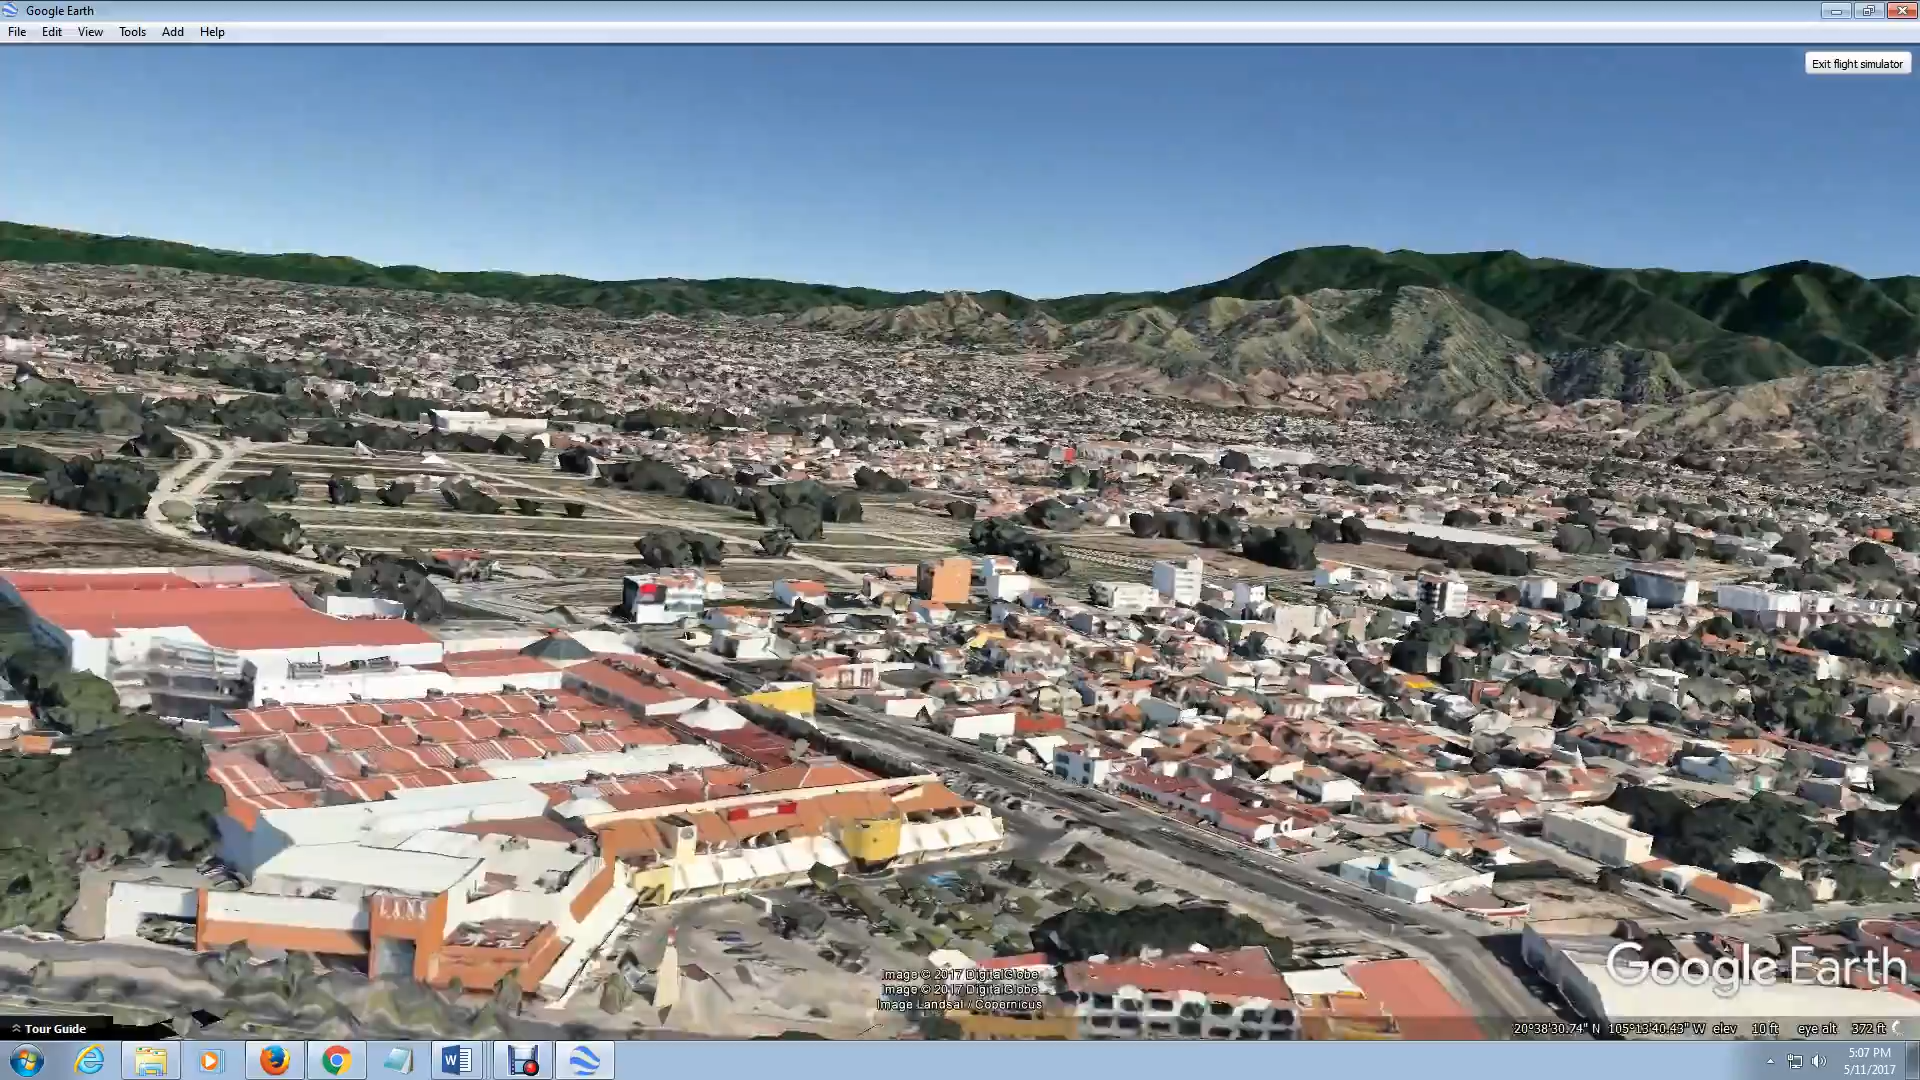 Google Earth
File Edit View Tools Add Help
Exit flight simulator
Image © 2017 DigitalGlobe
Image © 2017 DigitalGlobe
Image Landsat / Copernicus
Google Earth
Tour Guide
20°38'30.74" N 105°13'40.43" W elev 10 ft eye alt 372 ft
5:07 PM
5/11/2017